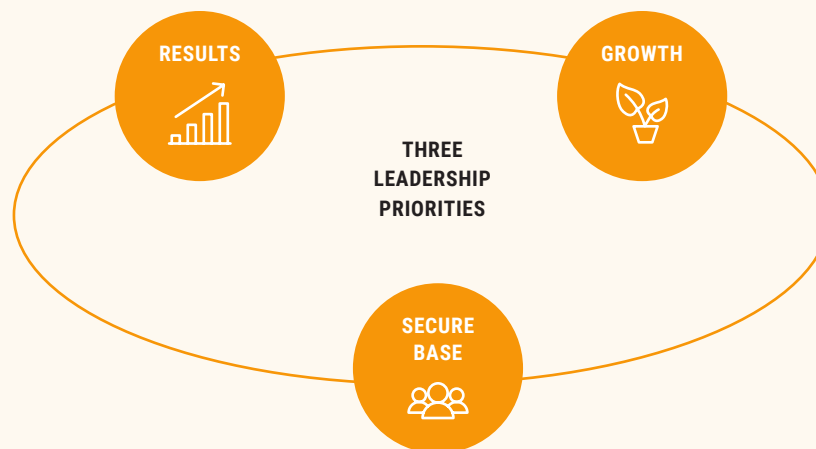 RESULTS
GROWTH
THREE
LEADERSHIP
PRIORITIES
SECURE
BASE